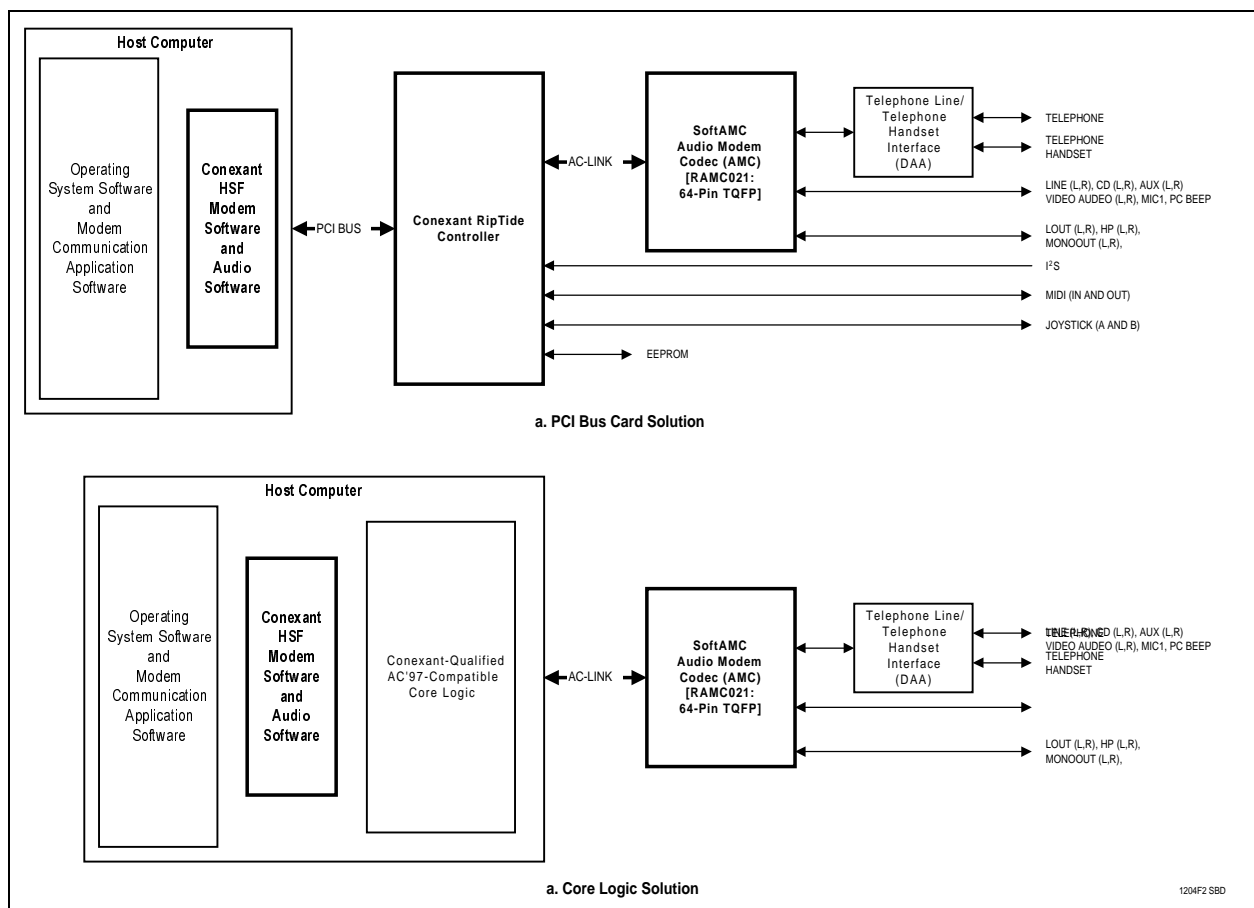 Host Computer
Operating
System Software
and
Modem
Communication
Application
Software
Conexant
HSF
Modem
Software
and
Audio
Software
PCI BUS
Conexant RipTide
Controller
AC-LINK
SoftAMC
Audio Modem
Codec (AMC)
[RAMC021:
64-Pin TQFP]
Telephone Line/
Telephone
Handset
Interface
(DAA)
TELEPHONE
TELEPHONE
HANDSET
LINE (L,R), CD (L,R), AUX (L,R)
VIDEO AUDEO (L,R), MIC1, PC BEEP
LOUT (L,R), HP (L,R),
MONOOUT (L,R),
I²S
MIDI (IN AND OUT)
JOYSTICK (A AND B)
EEPROM
a. PCI Bus Card Solution
Host Computer
Operating
System Software
and
Modem
Communication
Application
Software
Conexant
HSF
Modem
Software
and
Audio
Software
Conexant-Qualified
AC'97-Compatible
Core Logic
AC-LINK
SoftAMC
Audio Modem
Codec (AMC)
[RAMC021:
64-Pin TQFP]
Telephone Line/
Telephone
Handset
Interface
(DAA)
TELEPHONE
LINE (L,R), CD (L,R), AUX (L,R)
VIDEO AUDEO (L,R), MIC1, PC BEEP
TELEPHONE
HANDSET
LOUT (L,R), HP (L,R),
MONOOUT (L,R),
a. Core Logic Solution
1204F2 SBD